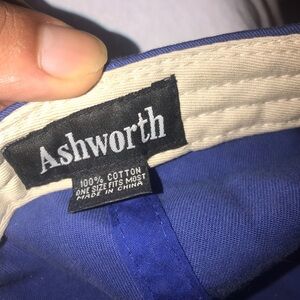 Ashworth
100% COTTON
ONE SIZE FITS MOST
MADE IN CHINA